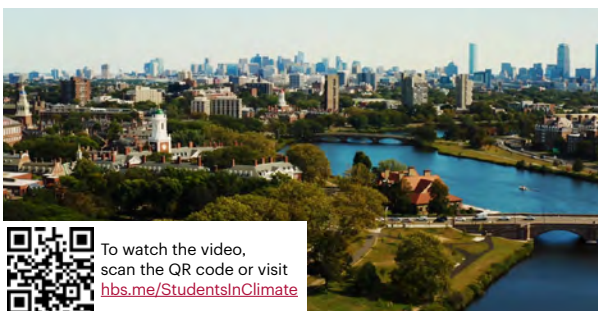 To watch the video,
scan the QR code or visit
hbs.me/StudentsInClimate